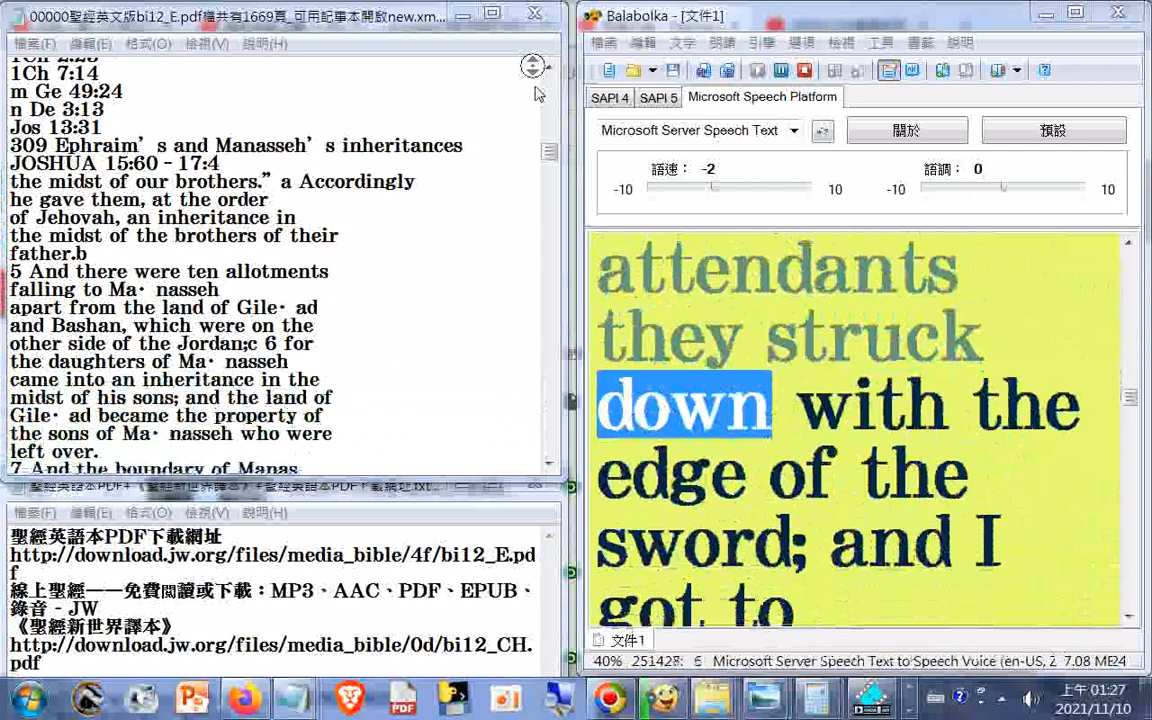 00000聖經英文版bi12_E.pdf檔共有1669頁_可用記事本開啟new.xm...
檔案(F) 編輯(E) 格式(O) 檢視(V) 說明(H)
1Ch 7:14
m Ge 49:24
n De 3:13
Jos 13:31
309 Ephraim’s and Manasseh’s inheritances
JOSHUA 15:60–17:4
the midst of our brothers.” a Accordingly
he gave them, at the order
of Jehovah, an inheritance in
the midst of the brothers of their
father.b
5 And there were ten allotments
falling to Ma· nasseh
apart from the land of Gile· ad
and Bashan, which were on the
other side of the Jordan;c 6 for
the daughters of Ma· nasseh
came into an inheritance in the
midst of his sons; and the land of
Gile· ad became the property of
the sons of Ma· nasseh who were
left over.
7 And the boundary of Manas
檔案(F) 編輯(E) 格式(O) 檢視(V) 說明(H)
聖經英語本PDF下載網址
http://download.jw.org/files/media_bible/4f/bi12_E.pd
f
線上聖經——免費閱讀或下載：MP3、AAC、PDF、EPUB、
錄音 - JW
《聖經新世界譯本》
http://download.jw.org/files/media_bible/0d/bi12_CH.
pdf
Balabolka - [文件1]
檔案 編輯 文字 朗讀 引擎 選項 檢視 工具 書籤 說明
SAPI 4 SAPI 5 Microsoft Speech Platform
Microsoft Server Speech Text 關於 預設
語速： -2 語調： 0
-10 10 -10 10
attendants
they struck
down with the
edge of the
sword; and I
got to
文件1
40% 6 Microsoft Server Speech Text to Speech Voice (en-US, 7.08 ME
PDF
上午 01:27
2021/11/10